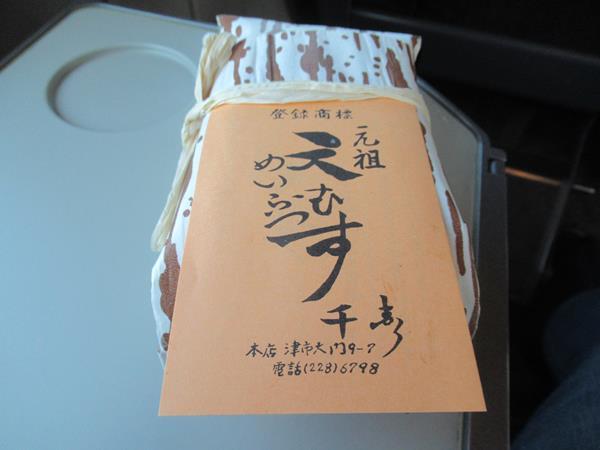 登録商標
元祖
天むす
めいぶつ
千寿
本店 津市大門9-7
電話(228)6798